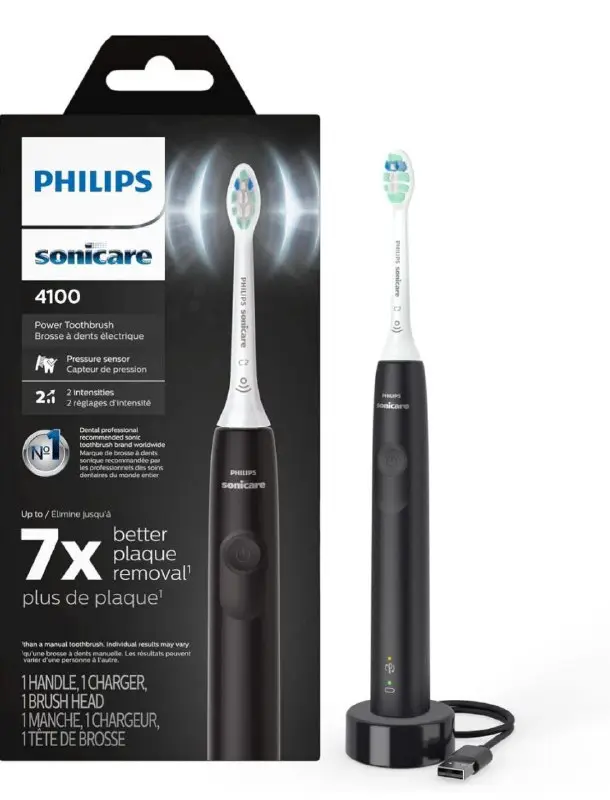 PHILIPS
sonicare
4100
Power Toothbrush
Brosse à dents électrique
Pressure sensor
Capteur de pression
2 intensities
2 réglages d'intensité
Nº1
Dental professional
recommended sonic
toothbrush brand worldwide
Marque de brosse à dents
sonique recommandée par
les professionnels des soins
dentaires du monde entier
Up to / Élimine jusqu'à
7x better
plaque
removal¹
plus de plaque¹
¹than a manual toothbrush. Individual results may vary.
¹qu'une brosse à dents manuelle. Les résultats peuvent
varier d'une personne à l'autre.
1 HANDLE, 1 CHARGER,
1 BRUSH HEAD
1 MANCHE, 1 CHARGEUR,
1 TÊTE DE BROSSE
PHILIPS sonicare
C2
PHILIPS
sonicare
PHILIPS sonicare
PHILIPS
sonicare